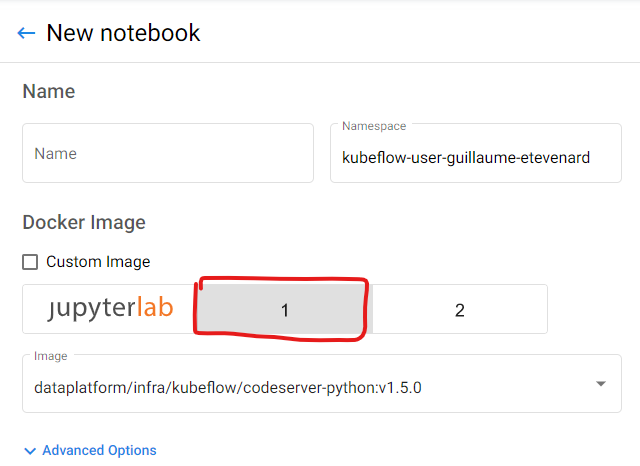 New notebook
Name
Name
Namespace
kubeflow-user-guillaume-etevenard
Docker Image
Custom Image
jupyterlab 1 2
Image
dataplatform/infra/kubeflow/codeserver-python:v1.5.0
Advanced Options